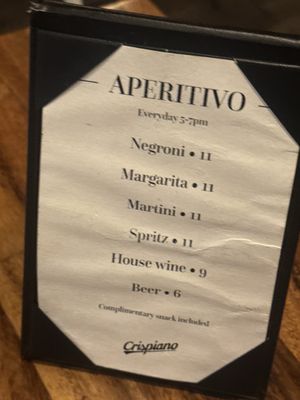 APERITIVO
Everyday 5-7pm
Negroni • 11
Margarita • 11
Martini • 11
Spritz • 11
House wine • 9
Beer • 6
Complimentary snack included
Crispiano